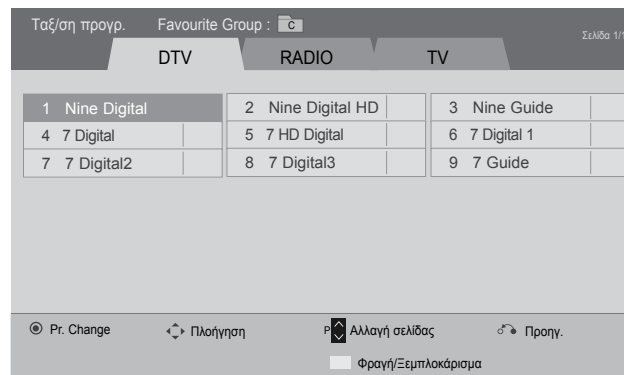 Ταξ/ση προγρ. Favourite Group : C
Σελίδα 1/1
DTV RADIO TV
1 Nine Digital 2 Nine Digital HD 3 Nine Guide
4 7 Digital 5 7 HD Digital 6 7 Digital 1
7 7 Digital2 8 7 Digital3 9 7 Guide
Pr. Change Πλοήγηση P Αλλαγή σελίδας Προηγ.
Φραγή/Ξεμπλοκάρισμα